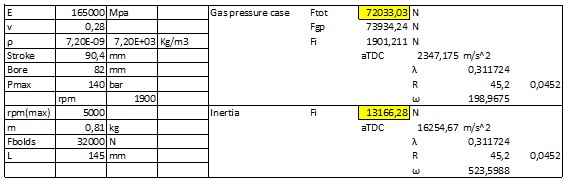 E 165000 Mpa Gas pressure case Ftot 72033,03 N
v 0,28 Fgp 73934,24 N
ρ 7,20E-09 7,20E+03 Kg/m3 Fi 1901,211 N
Stroke 90,4 mm aTDC 2347,175 m/s^2
Bore 82 mm λ 0,311724
Pmax 140 bar R 45,2 0,0452
rpm 1900 ω 198,9675
rpm(max) 5000 Inertia Fi 13166,28 N
m 0,81 kg aTDC 16254,67 m/s^2
Fbolds 32000 N λ 0,311724
L 145 mm R 45,2 0,0452
ω 523,5988